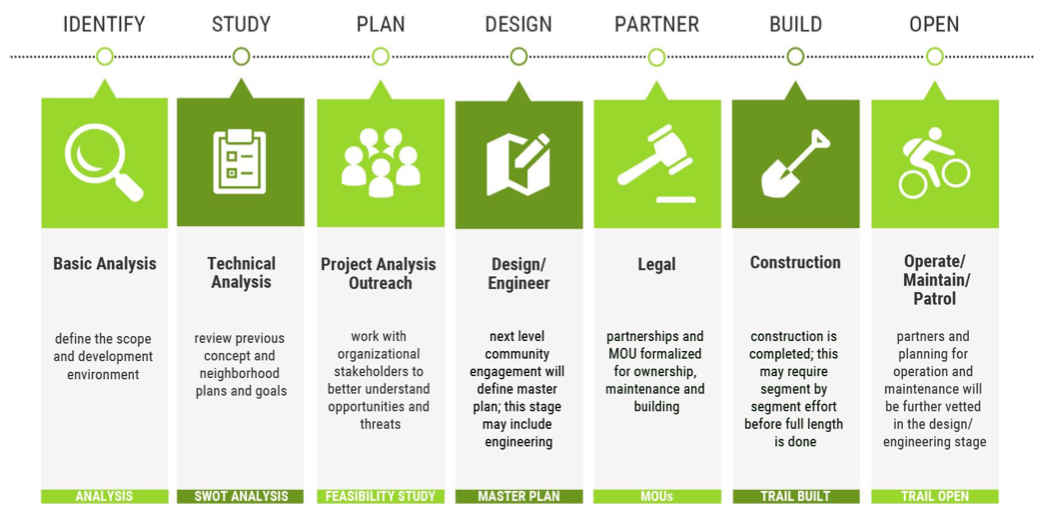 IDENTIFY
STUDY
PLAN
DESIGN
PARTNER
BUILD
OPEN
Basic Analysis
define the scope
and development
environment
ANALYSIS
Technical
Analysis
review previous
concept and
neighborhood
plans and goals
SWOT ANALYSIS
Project Analysis
Outreach
work with
organizational
stakeholders to
better understand
opportunities and
threats
FEASIBILITY STUDY
Design/
Engineer
next level
community
engagement will
define master
plan; this stage
may include
engineering
MASTER PLAN
Legal
partnerships and
MOU formalized
for ownership,
maintenance and
building
MOUs
Construction
construction is
completed; this
may require
segment by
segment effort
before full length
is done
TRAIL BUILT
Operate/
Maintain/
Patrol
partners and
planning for
operation and
maintenance will
be further vetted
in the design/
engineering stage
TRAIL OPEN